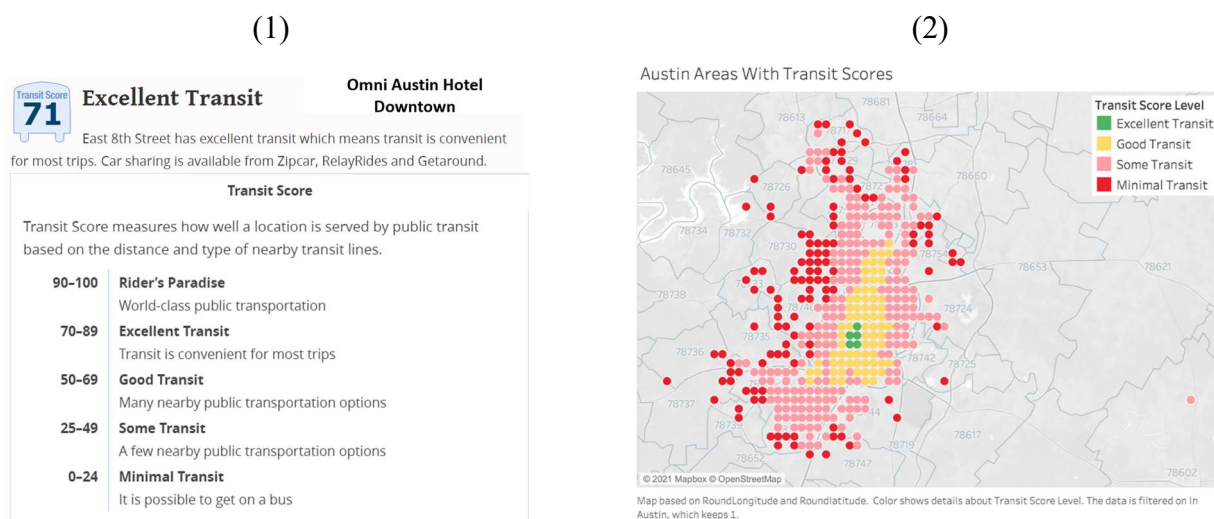 (1)
Transit Score
71
Excellent Transit
Omni Austin Hotel
Downtown
East 8th Street has excellent transit which means transit is convenient
for most trips. Car sharing is available from Zipcar, RelayRides and Getaround.
Transit Score
Transit Score measures how well a location is served by public transit
based on the distance and type of nearby transit lines.
90–100 Rider's Paradise
World-class public transportation
70–89 Excellent Transit
Transit is convenient for most trips
50–69 Good Transit
Many nearby public transportation options
25–49 Some Transit
A few nearby public transportation options
0–24 Minimal Transit
It is possible to get on a bus
(2)
Austin Areas With Transit Scores
Transit Score Level
Excellent Transit
Good Transit
Some Transit
Minimal Transit
78681
78613
78664
78717
78645
78660
78726
78734
78732
78730
78653
78621
78738
78724
78735
78736
78742
78725
78737
78739
78719
78617
78652
78747
78602
© 2021 Mapbox © OpenStreetMap
Map based on RoundLongitude and Roundlatitude. Color shows details about Transit Score Level. The data is filtered on In
Austin, which keeps 1.